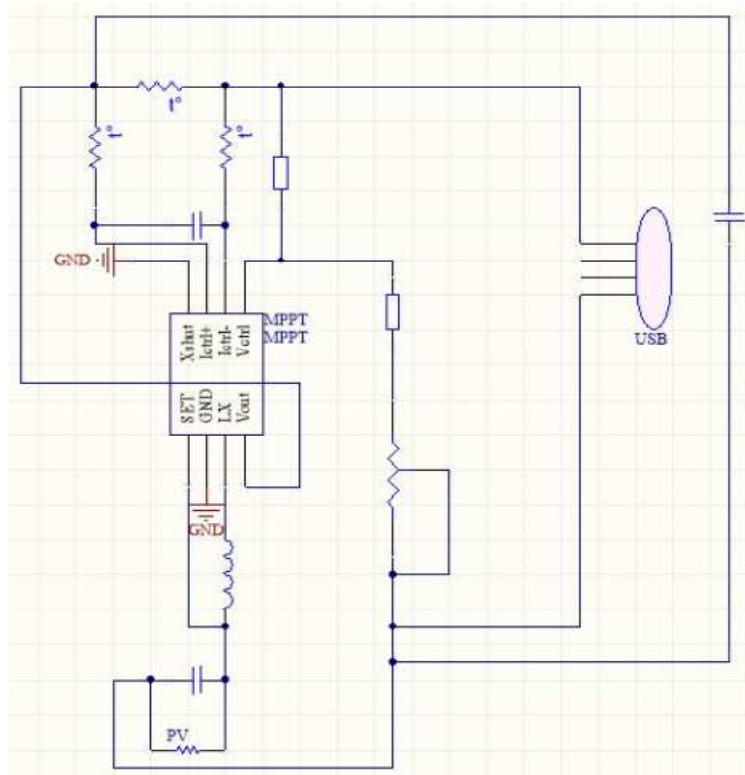 t°
t°
t°
GND
MPPT
MPPT
Xshut
Ictrl+
Ictrl-
Vctrl
USB
SET
GND
LX
Vout
GND
PV